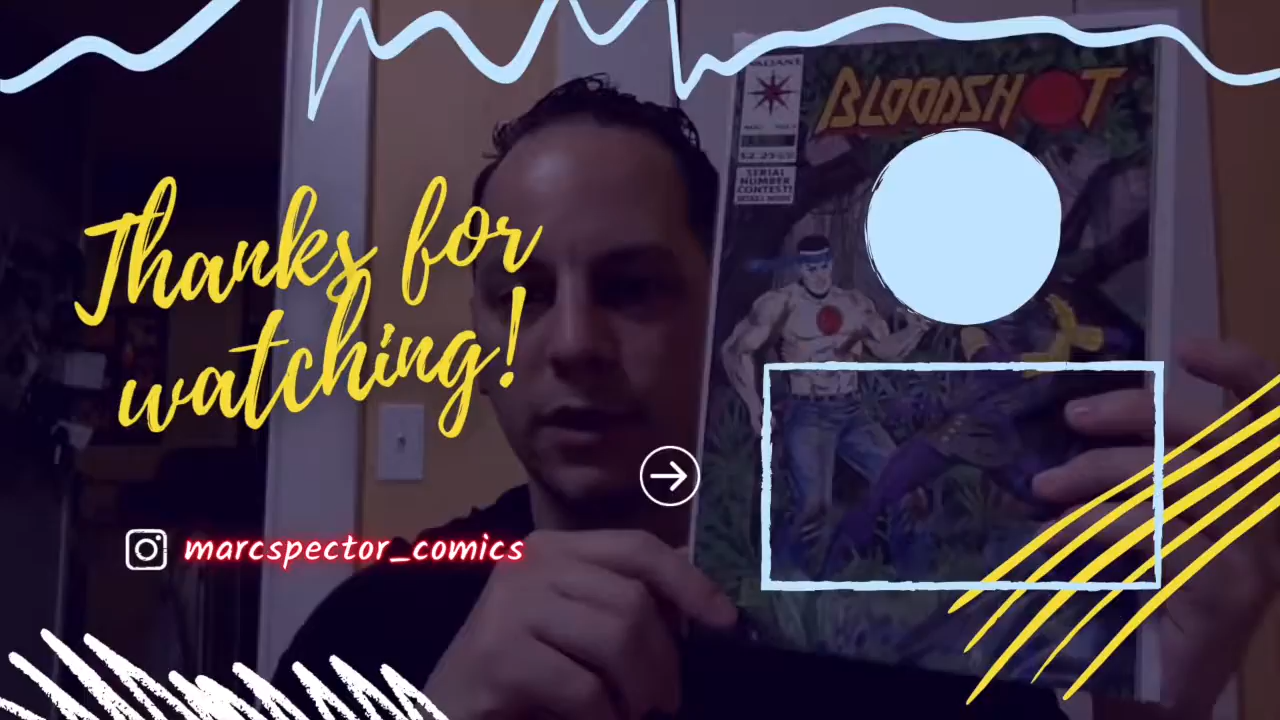 VALIANT
BLOODSHOT
$2.25
SERIAL
NUMBER
CONTEST!
Thanks for
watching!
marcspector_comics